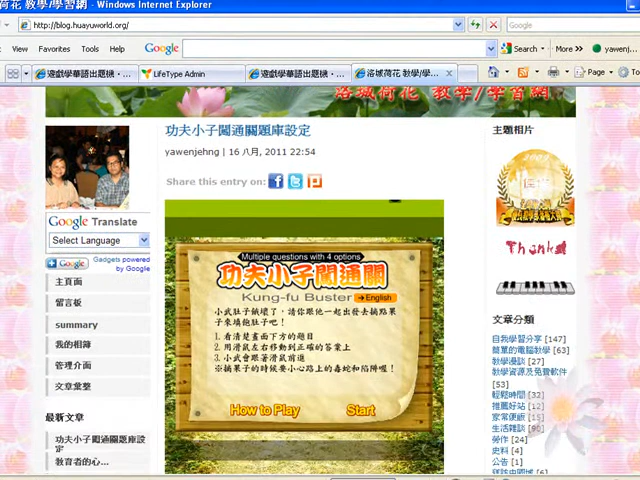 荷花 教學/學習網 - Windows Internet Explorer
http://blog.huayuworld.org/
Google
View Favorites Tools Help Google Search More >> yawenj...
遊戲學華語出題機 - ...
LifeType Admin
遊戲學華語出題機 - ...
洛城荷花 教學/學...
Page
To
洛城荷花 教學/學習網
功夫小子闖通關題庫設定
yawenjehng | 16 八月, 2011 22:54
Share this entry on:
Google Translate
Select Language
Google Gadgets powered by Google
主頁面
留言板
summary
我的相簿
管理介面
文章彙整
最新文章
功夫小子闖通關題庫設定
教育者的心...
Multiple questions with 4 options
功夫小子闖通關
Kung-fu Buster English
小武肚子餓壞了，請你跟他一起出發去摘點果
子來填飽肚子吧！
1. 看清楚畫面下方的題目
2. 用滑鼠左右移動到正確的答案上
3. 小武會跟著滑鼠前進
※摘果子的時候要小心路上的毒蛇和陷阱喔！
How to Play
Start
主題相片
2009
Thank
文章分類
自我學習分享 [147]
簡單的電腦教學 [63]
教學漫談 [27]
教學資源及免費軟件 [53]
輕鬆時間 [32]
推薦好站 [12]
家常便飯 [15]
生活雜談 [90]
勞作 [24]
史料 [4]
公告 [1]